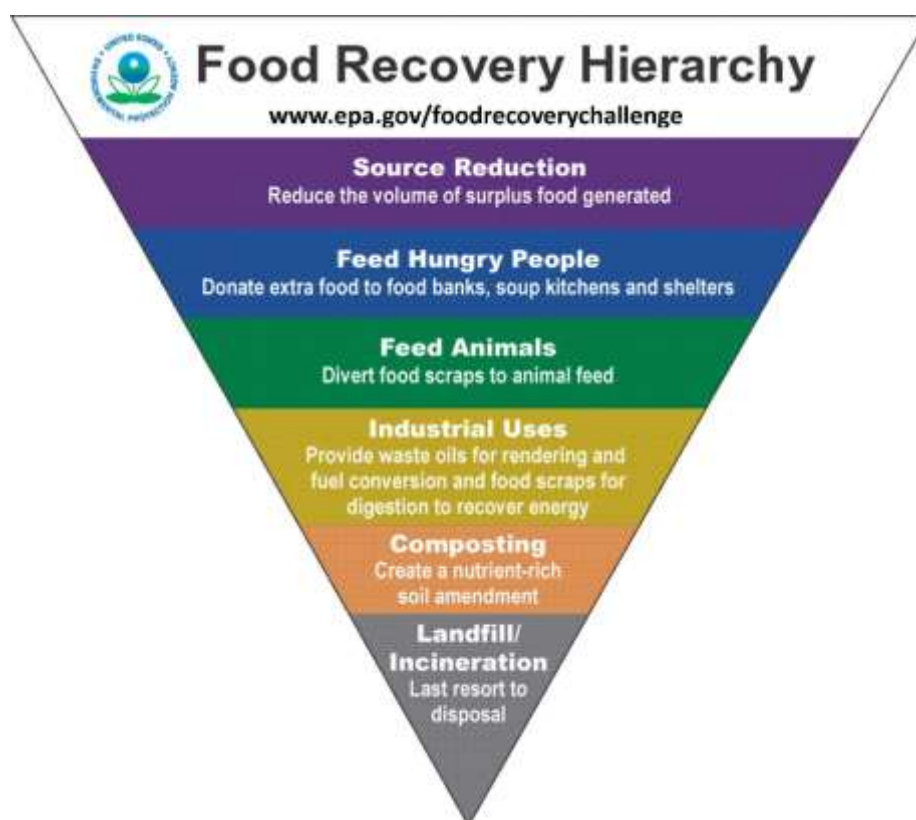 Food Recovery Hierarchy
www.epa.gov/foodrecoverychallenge
Source Reduction
Reduce the volume of surplus food generated
Feed Hungry People
Donate extra food to food banks, soup kitchens and shelters
Feed Animals
Divert food scraps to animal feed
Industrial Uses
Provide waste oils for rendering and
fuel conversion and food scraps for
digestion to recover energy
Composting
Create a nutrient-rich
soil amendment
Landfill/
Incineration
Last resort to
disposal